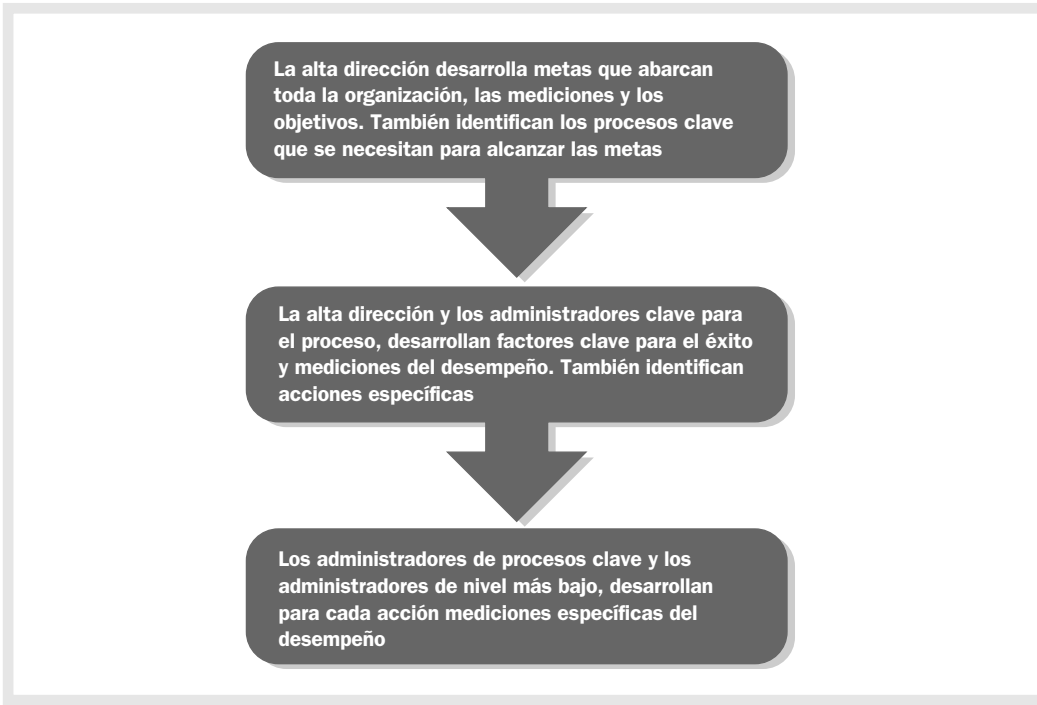 La alta dirección desarrolla metas que abarcan
toda la organización, las mediciones y los
objetivos. También identifican los procesos clave
que se necesitan para alcanzar las metas
La alta dirección y los administradores clave para
el proceso, desarrollan factores clave para el éxito
y mediciones del desempeño. También identifican
acciones específicas
Los administradores de procesos clave y los
administradores de nivel más bajo, desarrollan
para cada acción mediciones específicas del
desempeño